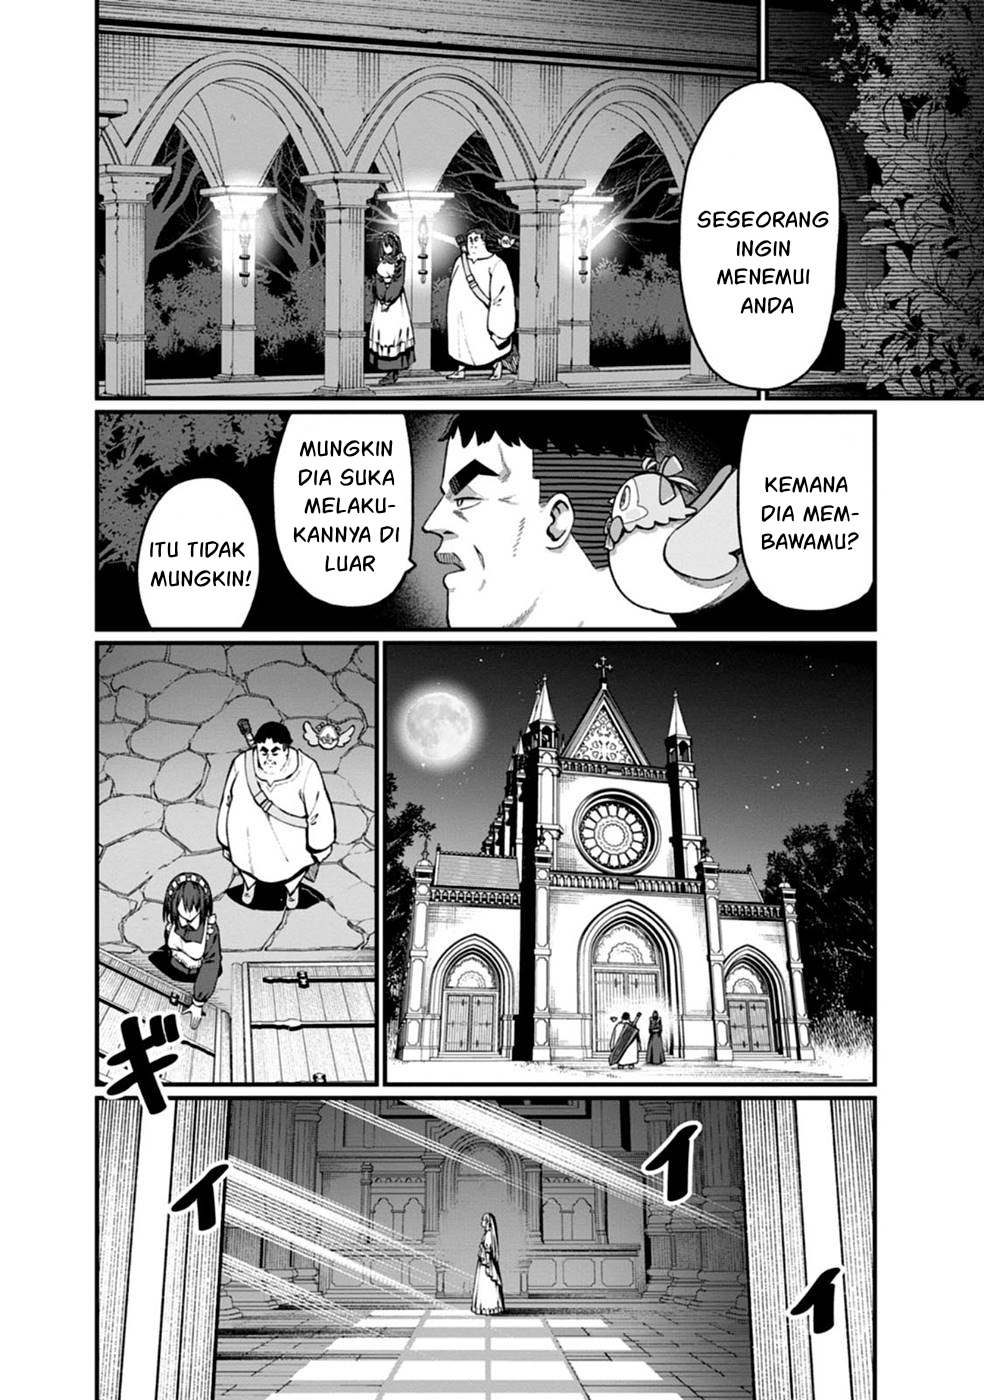 SESEORANG
INGIN
MENEMUI
ANDA
KEMANA
DIA MEM-
BAWAMU?
MUNGKIN
DIA SUKA
MELAKU-
KANNYA DI
LUAR
ITU TIDAK
MUNGKIN!
ギ
イ
イ
イ